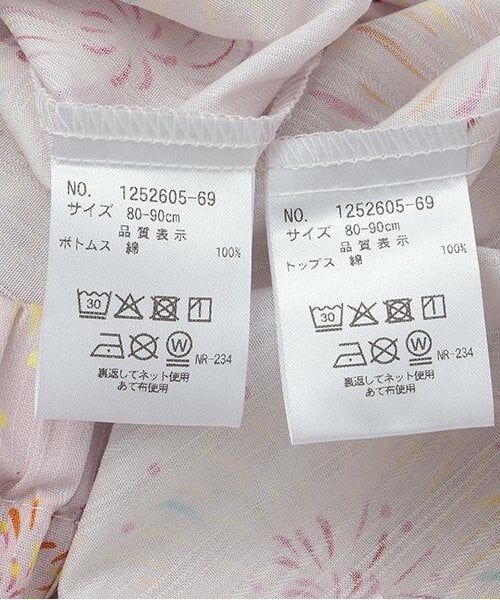 NO. 1252605-69
サイズ 80-90cm
品質表示
ボトムス 綿 100%
30
W
NR-234
裏返してネット使用
あて布使用
NO. 1252605-69
サイズ 80-90cm
品質表示
トップス 綿 100%
30
W
NR-234
裏返してネット使用
あて布使用